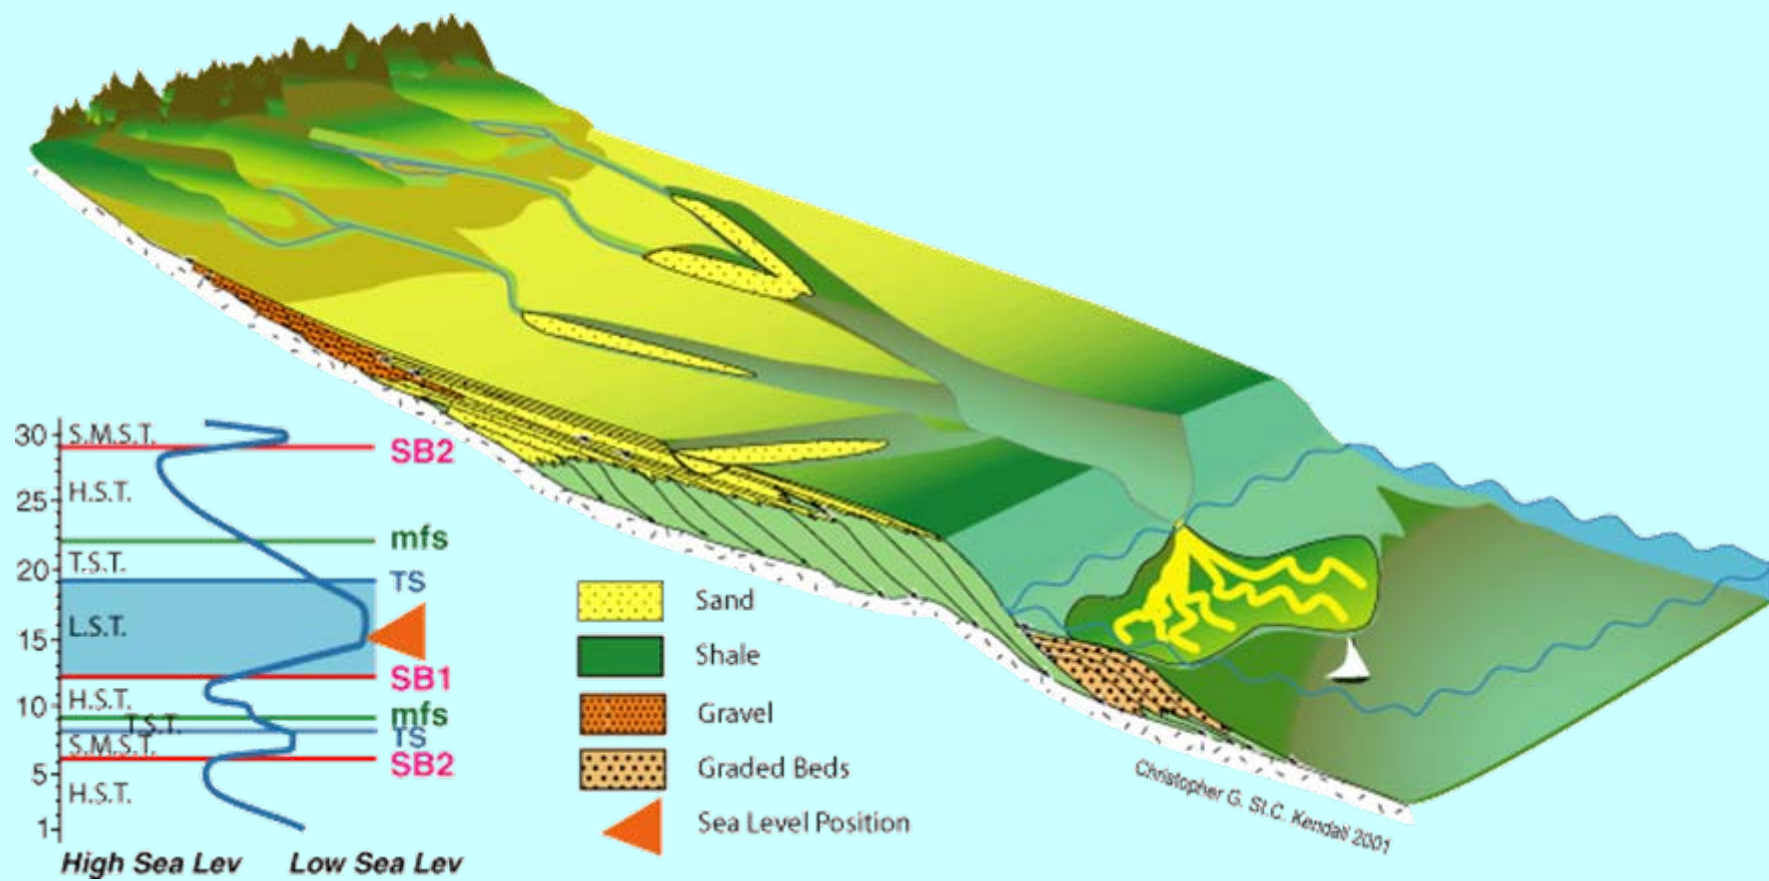 30
S.M.S.T.
SB2
H.S.T.
25
mfs
T.S.T.
20
TS
L.S.T.
15
SB1
H.S.T.
10
mfs
T.S.T.
TS
S.M.S.T.
SB2
5
H.S.T.
1
High Sea Lev
Low Sea Lev
Sand
Shale
Gravel
Graded Beds
Sea Level Position
Christopher G. St.C. Kendall 2001